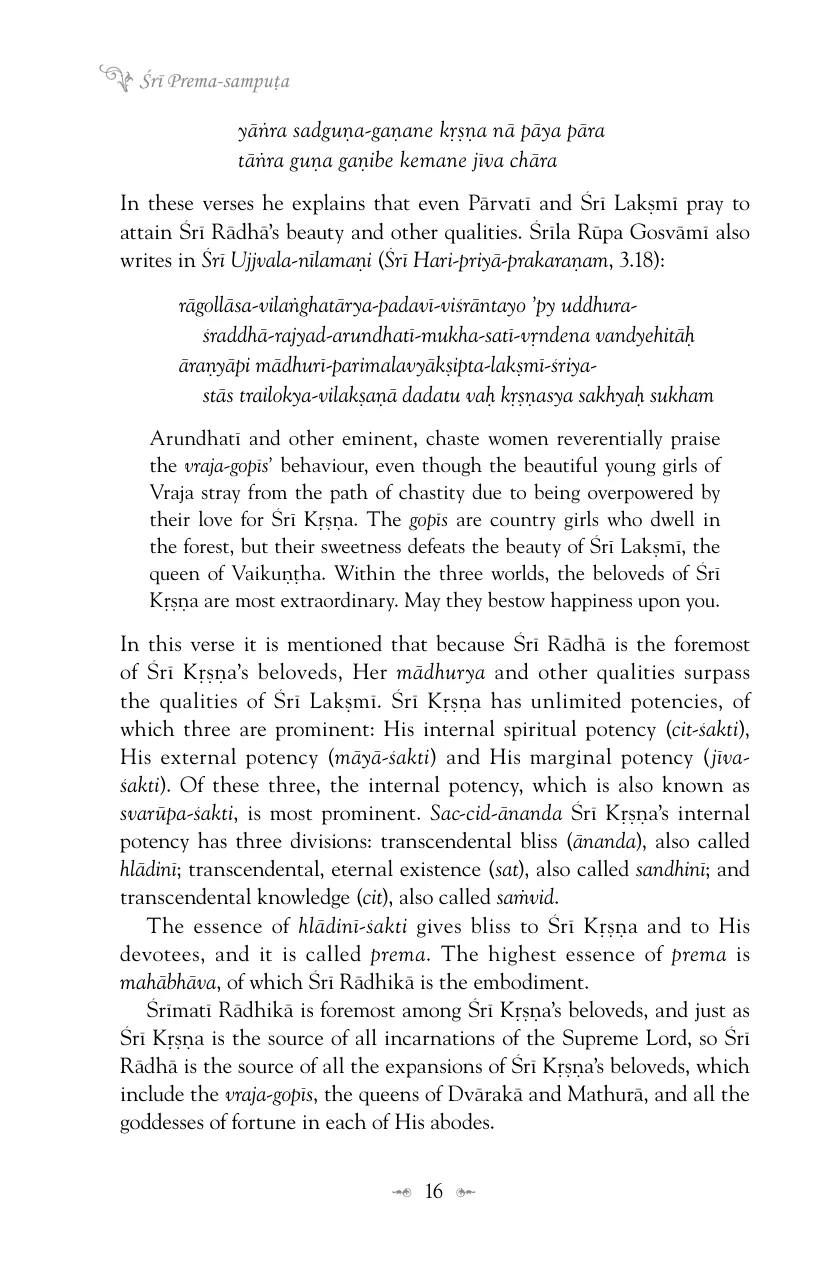 Śrī Prema-sampuṭa
yāṅra sadguṇa-gaṇane kṛṣṇa nā pāya pāra
tāṅra guṇa gaṇibe kemane jīva chāra
In these verses he explains that even Pārvatī and Śrī Lakṣmī pray to
attain Śrī Rādhā’s beauty and other qualities. Śrīla Rūpa Gosvāmī also
writes in Śrī Ujjvala-nīlamaṇi (Śrī Hari-priyā-prakaraṇam, 3.18):
rāgollāsa-vilaṅghatārya-padavī-viśrāntayo ’py uddhura-
śraddhā-rajyad-arundhatī-mukha-satī-vṛndena vandyehitāḥ
āraṇyāpi mādhurī-parimalavyākṣipta-lakṣmī-śriya-
stās trailokya-vilakṣaṇā dadatu vaḥ kṛṣṇasya sakhyaḥ sukham
Arundhatī and other eminent, chaste women reverentially praise
the vraja-gopīs’ behaviour, even though the beautiful young girls of
Vraja stray from the path of chastity due to being overpowered by
their love for Śrī Kṛṣṇa. The gopīs are country girls who dwell in
the forest, but their sweetness defeats the beauty of Śrī Lakṣmī, the
queen of Vaikuṇṭha. Within the three worlds, the beloveds of Śrī
Kṛṣṇa are most extraordinary. May they bestow happiness upon you.
In this verse it is mentioned that because Śrī Rādhā is the foremost
of Śrī Kṛṣṇa’s beloveds, Her mādhurya and other qualities surpass
the qualities of Śrī Lakṣmī. Śrī Kṛṣṇa has unlimited potencies, of
which three are prominent: His internal spiritual potency (cit-śakti),
His external potency (māyā-śakti) and His marginal potency (jīva-
śakti). Of these three, the internal potency, which is also known as
svarūpa-śakti, is most prominent. Sac-cid-ānanda Śrī Kṛṣṇa’s internal
potency has three divisions: transcendental bliss (ānanda), also called
hlādinī; transcendental, eternal existence (sat), also called sandhinī; and
transcendental knowledge (cit), also called saṁvid.
The essence of hlādinī-śakti gives bliss to Śrī Kṛṣṇa and to His
devotees, and it is called prema. The highest essence of prema is
mahābhāva, of which Śrī Rādhikā is the embodiment.
Śrīmatī Rādhikā is foremost among Śrī Kṛṣṇa’s beloveds, and just as
Śrī Kṛṣṇa is the source of all incarnations of the Supreme Lord, so Śrī
Rādhā is the source of all the expansions of Śrī Kṛṣṇa’s beloveds, which
include the vraja-gopīs, the queens of Dvārakā and Mathurā, and all the
goddesses of fortune in each of His abodes.
16